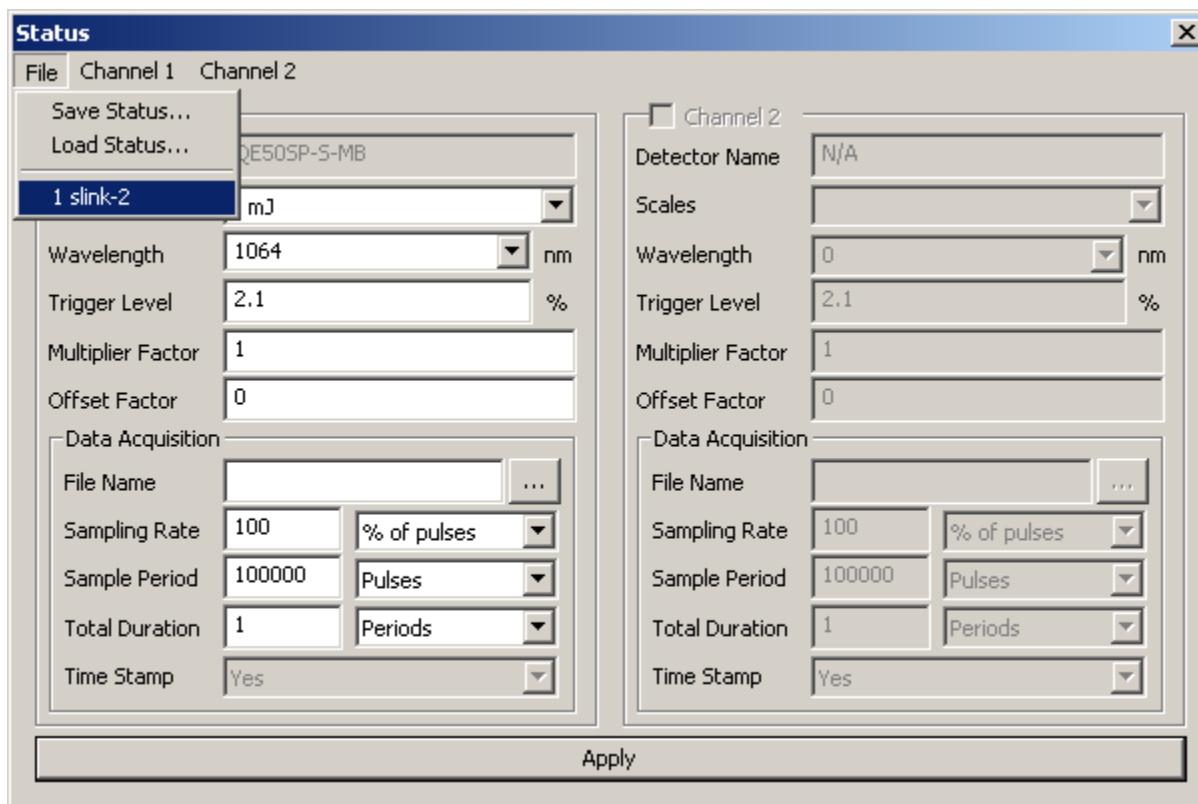 Status
File Channel 1 Channel 2
Save Status...
Load Status...
1 slink-2
QE50SP-S-MB
mJ
Wavelength 1064 nm
Trigger Level 2.1 %
Multiplier Factor 1
Offset Factor 0
Data Acquisition
File Name ...
Sampling Rate 100 % of pulses
Sample Period 100000 Pulses
Total Duration 1 Periods
Time Stamp Yes
Channel 2
Detector Name N/A
Scales
Wavelength 0 nm
Trigger Level 2.1 %
Multiplier Factor 1
Offset Factor 0
Data Acquisition
File Name ...
Sampling Rate 100 % of pulses
Sample Period 100000 Pulses
Total Duration 1 Periods
Time Stamp Yes
Apply